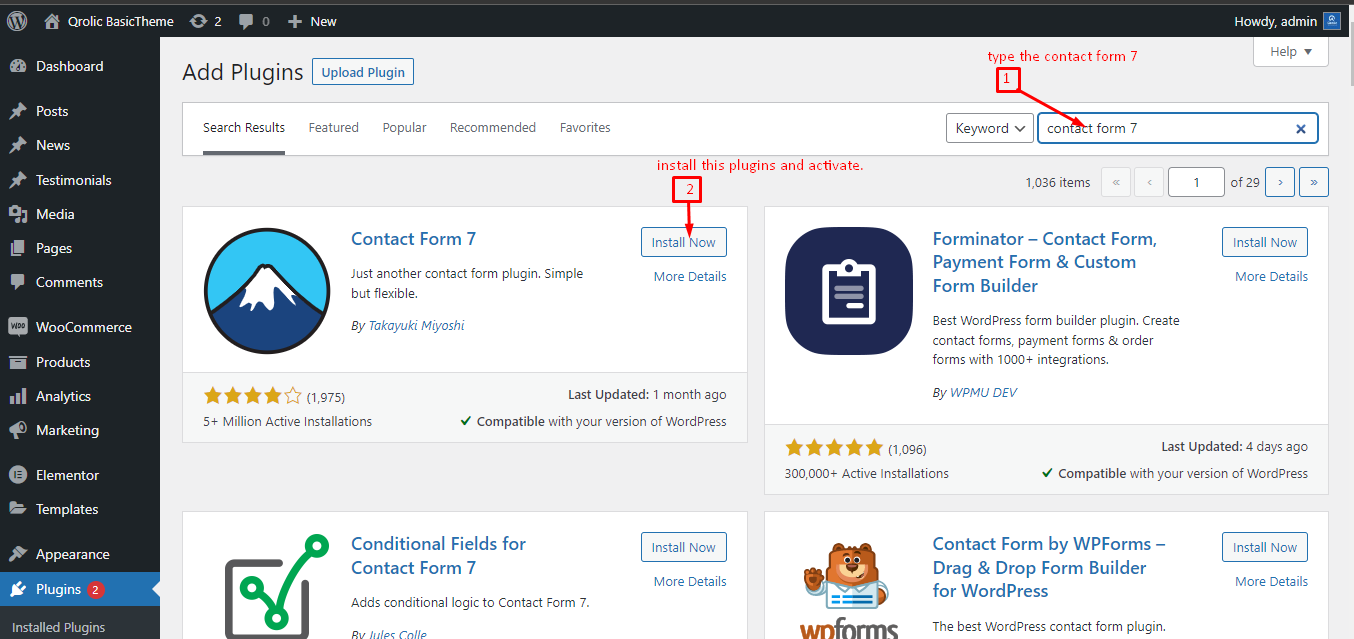 Qrolic BasicTheme 2 0 New Howdy, admin
Dashboard
Posts
News
Testimonials
Media
Pages
Comments
WOO WooCommerce
Products
Analytics
Marketing
Elementor
Templates
Appearance
Plugins 2
Installed Plugins
Help
type the contact form 7
1
Add Plugins Upload Plugin
Search Results Featured Popular Recommended Favorites Keyword contact form 7
install this plugins and activate.
2
1,036 items « ‹ 1 of 29 › »
Contact Form 7
Install Now
More Details
Just another contact form plugin. Simple
but flexible.
By Takayuki Miyoshi
(1,975)
Last Updated: 1 month ago
5+ Million Active Installations
Compatible with your version of WordPress
Forminator – Contact Form,
Payment Form & Custom
Form Builder
Install Now
More Details
Best WordPress form builder plugin. Create
contact forms, payment forms & order
forms with 1000+ integrations.
By WPMU DEV
(1,096)
Last Updated: 4 days ago
300,000+ Active Installations
Compatible with your version of WordPress
Conditional Fields for
Contact Form 7
Install Now
More Details
Adds conditional logic to Contact Form 7.
By Jules Colle
wpforms
Contact Form by WPForms –
Drag & Drop Form Builder
for WordPress
Install Now
More Details
The best WordPress contact form plugin.